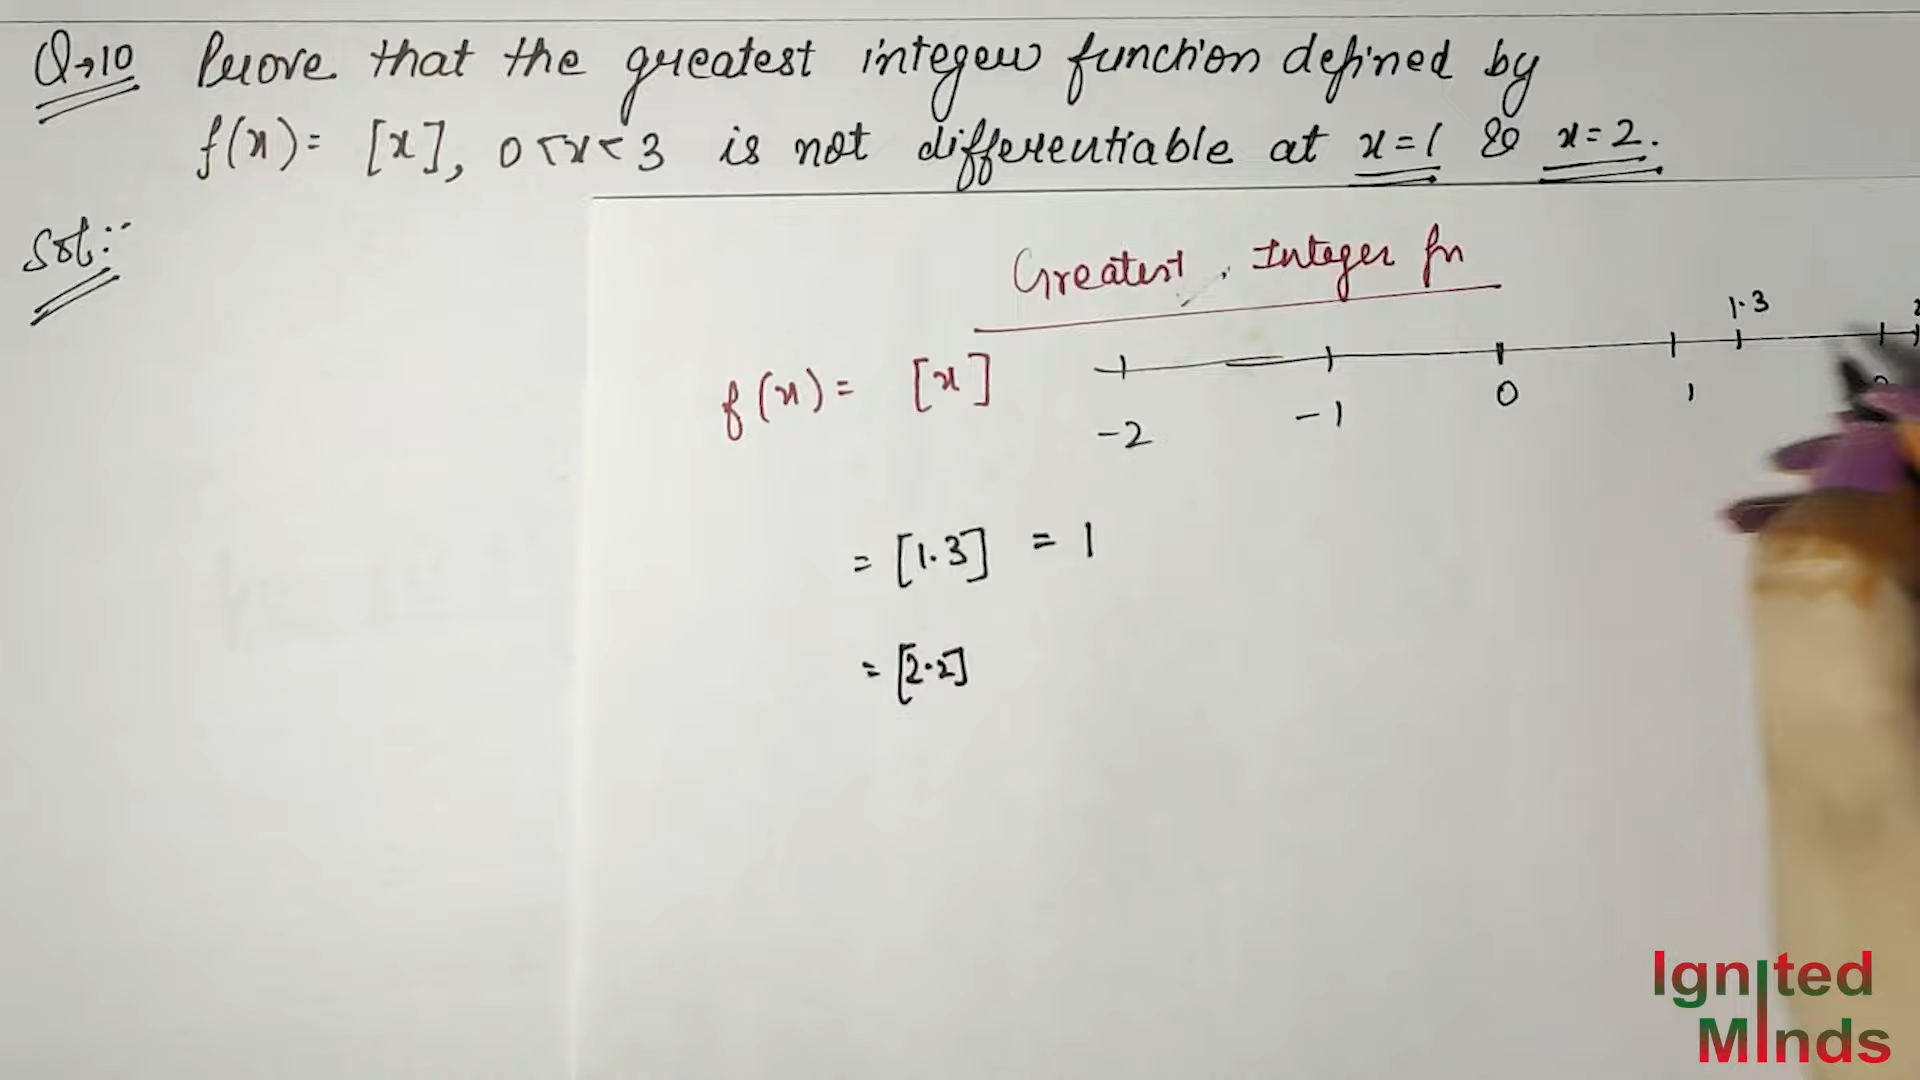 Q→10 Prove that the greatest integer function defined by
f(x) = [x], 0<x<3 is not differentiable at x=1 & x=2.
Sol:-
Greatest Integer fn
1.3
f(x) = [x]
-2 -1 0 1
= [1.3] = 1
= [2.2]
Ignited
Minds